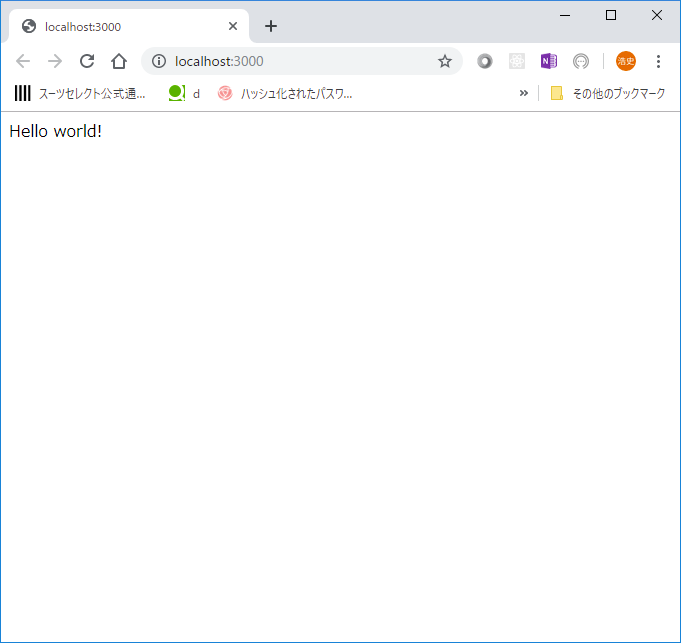 localhost:3000
localhost:3000
浩史
スーツセレクト公式通...
d
ハッシュ化されたパスワ...
»
その他のブックマーク
Hello world!